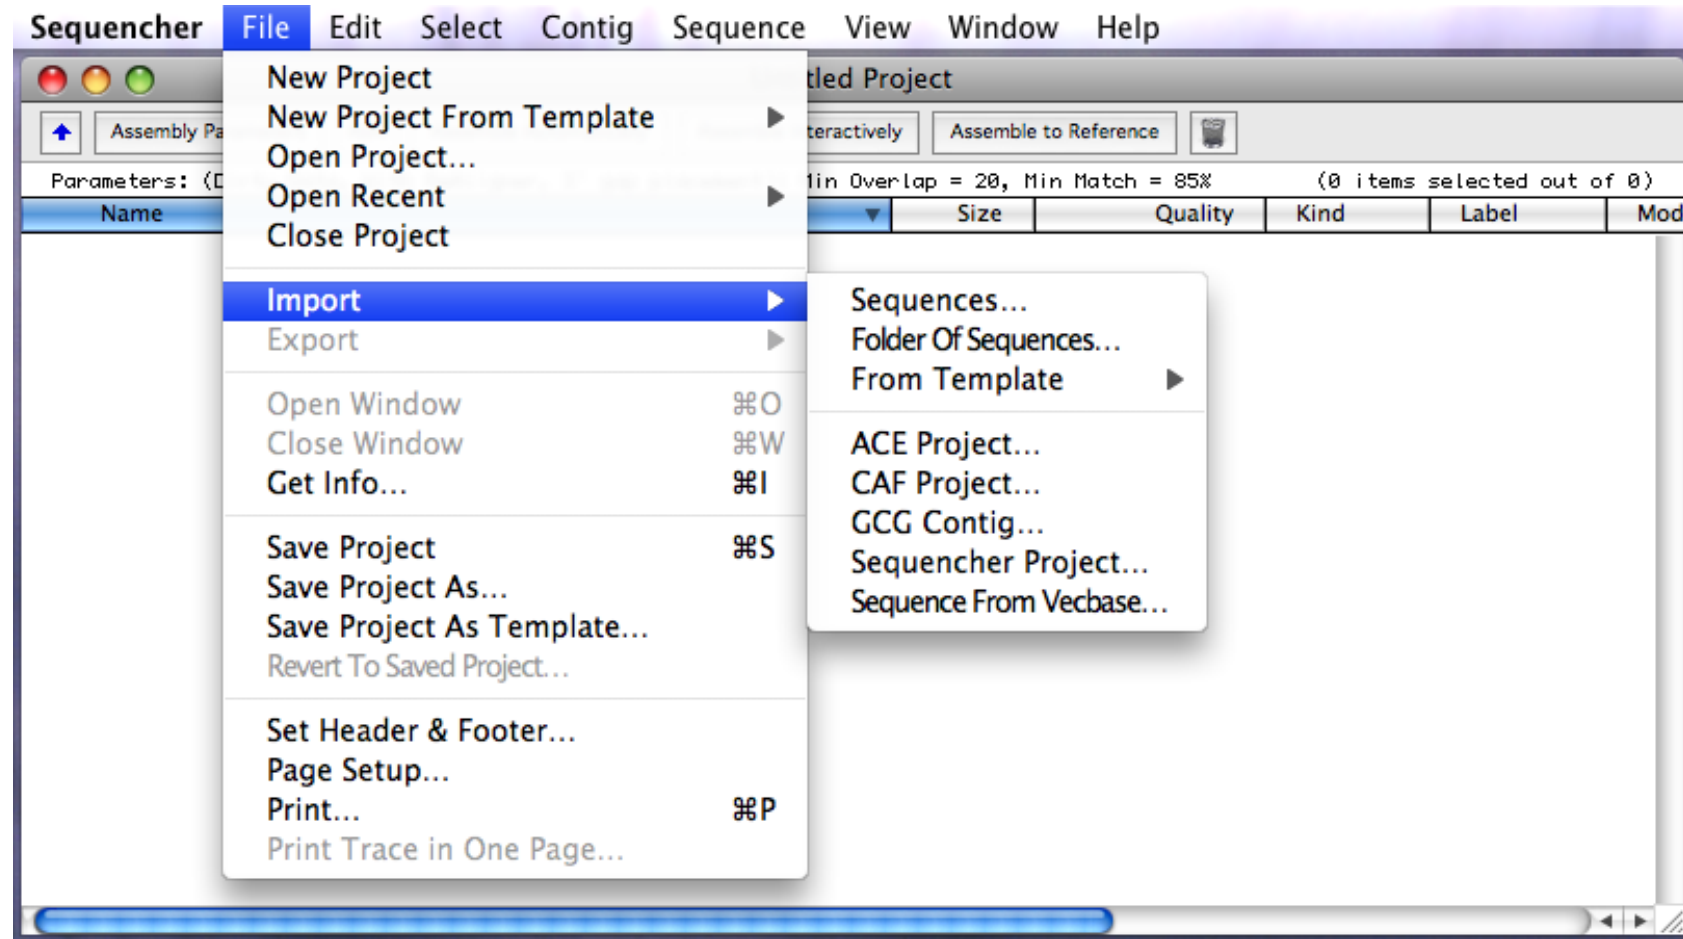 Sequencher File Edit Select Contig Sequence View Window Help
tled Project
Assembly Pa teractively Assemble to Reference
Parameters: ( in Overlap = 20, Min Match = 85% (0 items selected out of 0)
Name Size Quality Kind Label Mod
New Project
New Project From Template
Open Project...
Open Recent
Close Project
Import
Export
Open Window ⌘O
Close Window ⌘W
Get Info... ⌘I
Save Project ⌘S
Save Project As...
Save Project As Template...
Revert To Saved Project...
Set Header & Footer...
Page Setup...
Print... ⌘P
Print Trace in One Page...
Sequences...
Folder Of Sequences...
From Template
ACE Project...
CAF Project...
GCG Contig...
Sequencher Project...
Sequence From Vecbase...